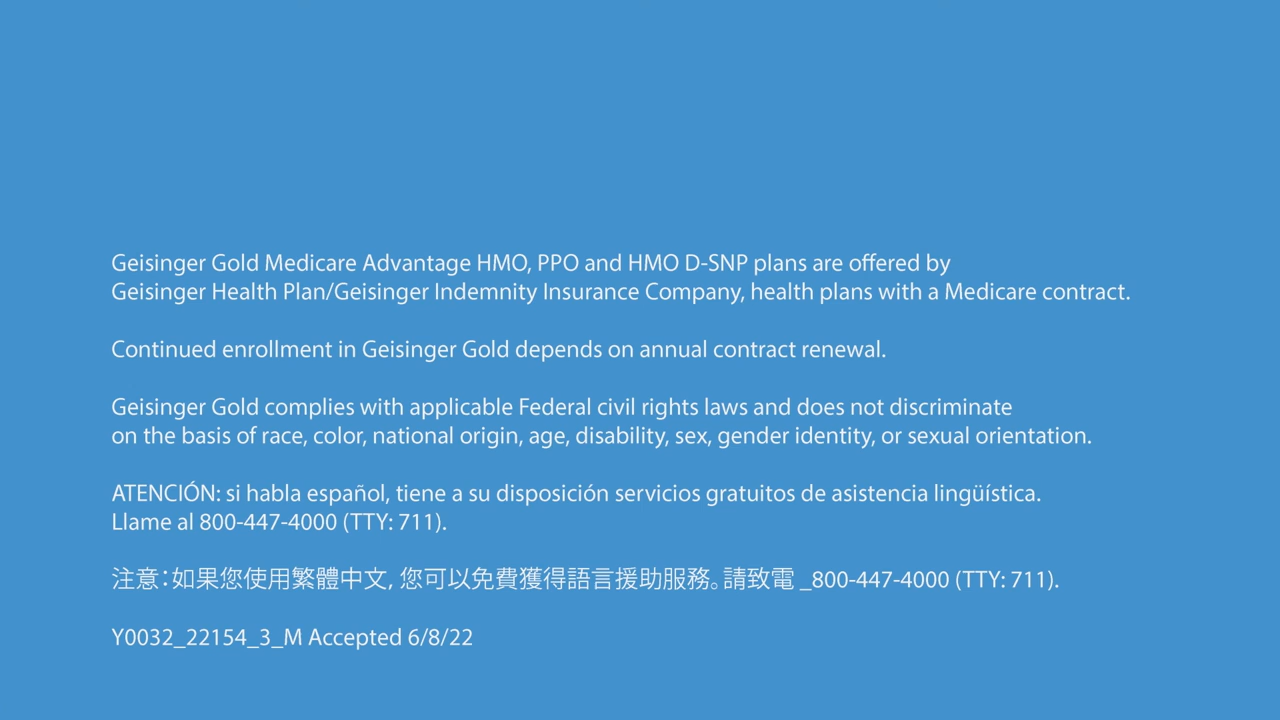 Geisinger Gold Medicare Advantage HMO, PPO and HMO D-SNP plans are offered by
Geisinger Health Plan/Geisinger Indemnity Insurance Company, health plans with a Medicare contract.
Continued enrollment in Geisinger Gold depends on annual contract renewal.
Geisinger Gold complies with applicable Federal civil rights laws and does not discriminate
on the basis of race, color, national origin, age, disability, sex, gender identity, or sexual orientation.
ATENCIÓN: si habla español, tiene a su disposición servicios gratuitos de asistencia lingüística.
Llame al 800-447-4000 (TTY: 711).
注意：如果您使用繁體中文, 您可以免費獲得語言援助服務。請致電 _800-447-4000 (TTY: 711).
Y0032_22154_3_M Accepted 6/8/22